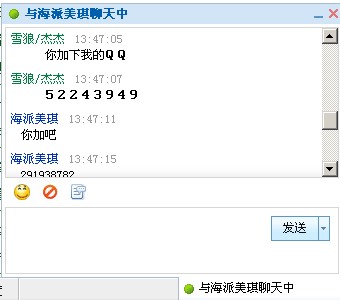 与海派美琪聊天中
雪狼/杰杰 13:47:05
你加下我的ＱＱ
雪狼/杰杰 13:47:07
５２２４３９４９
海派美琪 13:47:11
你加吧
海派美琪 13:47:15
291938782
发送
与海派美琪聊天中